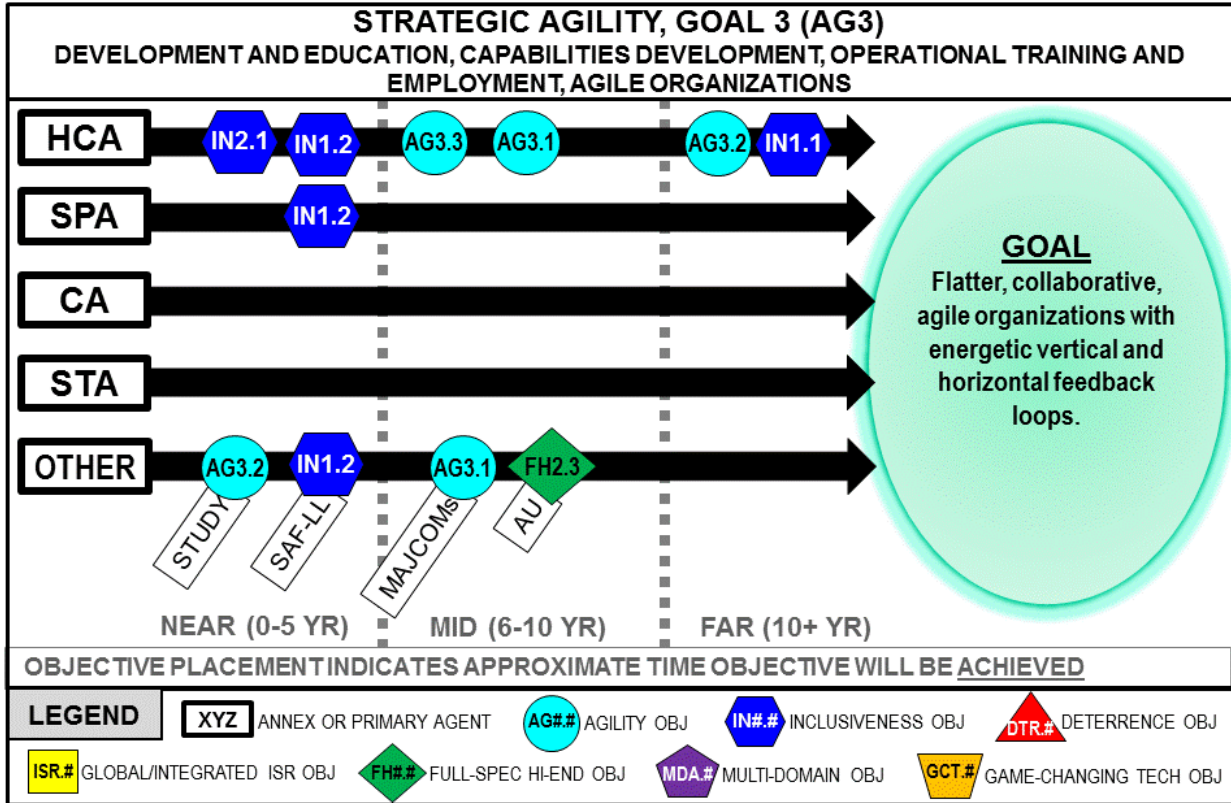 STRATEGIC AGILITY, GOAL 3 (AG3)
DEVELOPMENT AND EDUCATION, CAPABILITIES DEVELOPMENT, OPERATIONAL TRAINING AND
EMPLOYMENT, AGILE ORGANIZATIONS
HCA IN2.1 IN1.2 AG3.3 AG3.1 AG3.2 IN1.1
SPA IN1.2
CA
STA
OTHER AG3.2 IN1.2 AG3.1 FH2.3
STUDY SAF-LL MAJCOMs AU
GOAL
Flatter, collaborative,
agile organizations with
energetic vertical and
horizontal feedback
loops.
NEAR (0-5 YR) MID (6-10 YR) FAR (10+ YR)
OBJECTIVE PLACEMENT INDICATES APPROXIMATE TIME OBJECTIVE WILL BE ACHIEVED
LEGEND XYZ ANNEX OR PRIMARY AGENT AG#.# AGILITY OBJ IN#.# INCLUSIVENESS OBJ DTR.# DETERRENCE OBJ
ISR.# GLOBAL/INTEGRATED ISR OBJ FH#.# FULL-SPEC HI-END OBJ MDA.# MULTI-DOMAIN OBJ GCT.# GAME-CHANGING TECH OBJ